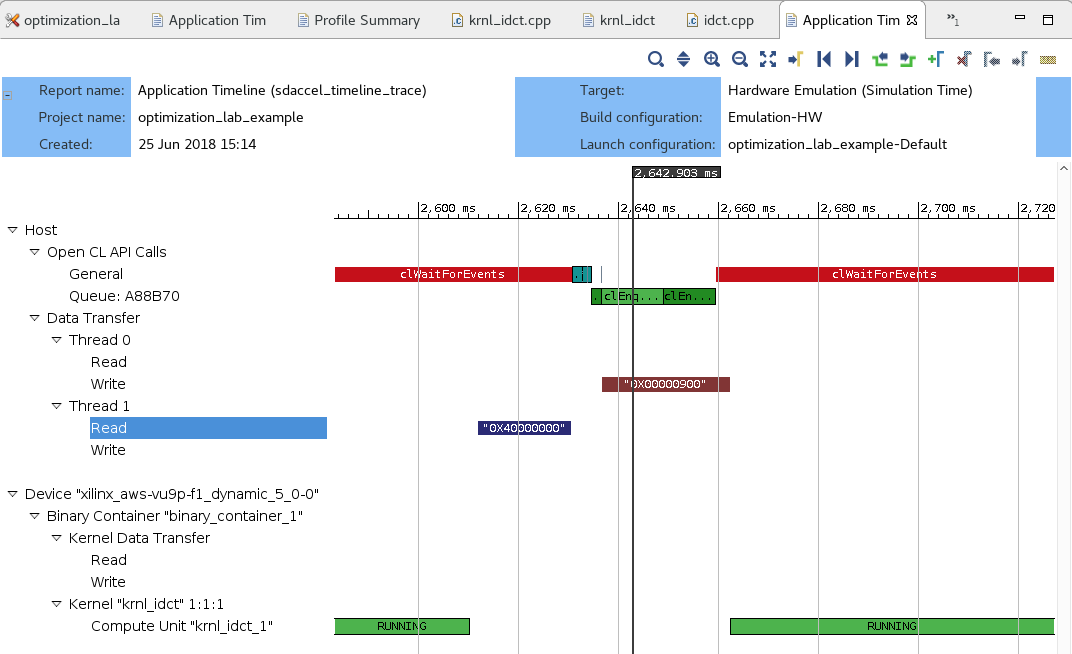 optimization_la Application Tim Profile Summary krnl_idct.cpp krnl_idct idct.cpp Application Tim »1
Report name: Application Timeline (sdaccel_timeline_trace) Target: Hardware Emulation (Simulation Time)
Project name: optimization_lab_example Build configuration: Emulation-HW
Created: 25 Jun 2018 15:14 Launch configuration: optimization_lab_example-Default
2,642.903 ms
2,600 ms 2,620 ms 2,640 ms 2,660 ms 2,680 ms 2,700 ms 2,720
Host
Open CL API Calls
General clWaitForEvents . clWaitForEvents
Queue: A88B70 . clEnq... clEn...
Data Transfer
Thread 0
Read
Write "0X00000900"
Thread 1
Read "0X40000000"
Write
Device "xilinx_aws-vu9p-f1_dynamic_5_0-0"
Binary Container "binary_container_1"
Kernel Data Transfer
Read
Write
Kernel "krnl_idct" 1:1:1
Compute Unit "krnl_idct_1" RUNNING RUNNING